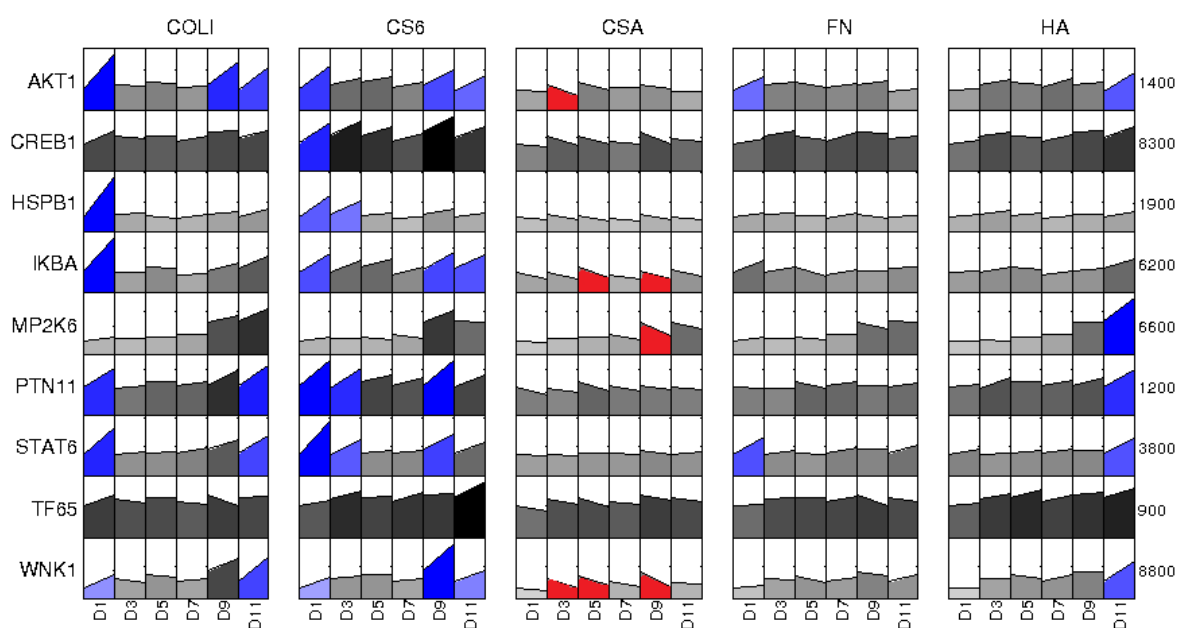 COLI CS6 CSA FN HA
AKT1 1400
CREB1 8300
HSPB1 1900
IKBA 6200
MP2K6 6600
PTN11 1200
STAT6 3800
TF65 900
WNK1 8800
D1 D3 D5 D7 D9 D11 D1 D3 D5 D7 D9 D11 D1 D3 D5 D7 D9 D11 D1 D3 D5 D7 D9 D11 D1 D3 D5 D7 D9 D11